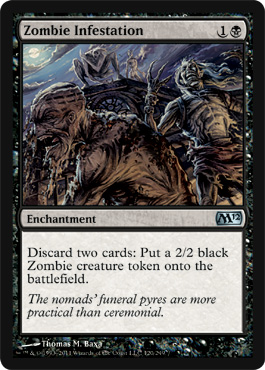 Zombie Infestation 1
Enchantment M12
Discard two cards: Put a 2/2 black
Zombie creature token onto the
battlefield.
The nomads' funeral pyres are more
practical than ceremonial.
Thomas M. Baxa